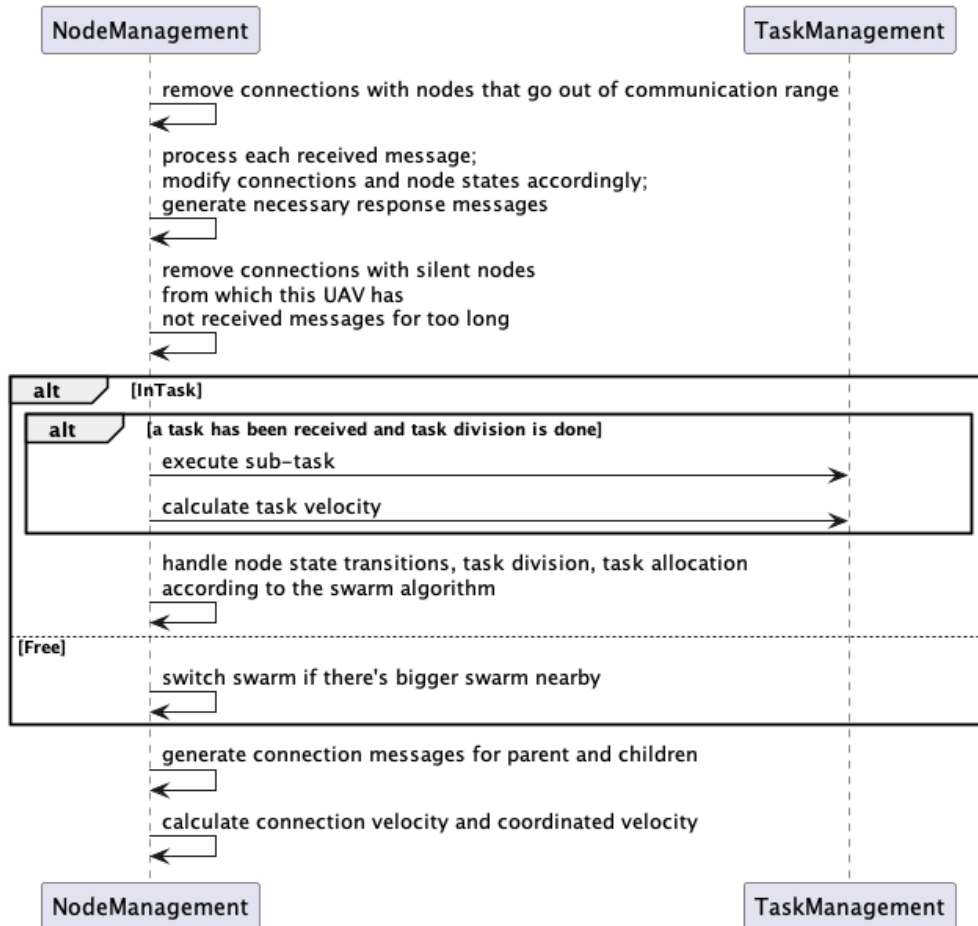 NodeManagement TaskManagement
remove connections with nodes that go out of communication range
process each received message;
modify connections and node states accordingly;
generate necessary response messages
remove connections with silent nodes
from which this UAV has
not received messages for too long
alt [InTask]
alt [a task has been received and task division is done]
execute sub-task
calculate task velocity
handle node state transitions, task division, task allocation
according to the swarm algorithm
[Free]
switch swarm if there's bigger swarm nearby
generate connection messages for parent and children
calculate connection velocity and coordinated velocity
NodeManagement TaskManagement